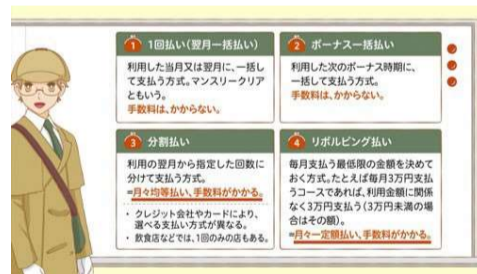 1 1回払い（翌月一括払い）
利用した当月又は翌月に、一括し
て支払う方式。マンスリークリア
ともいう。
手数料は、かからない。
2 ボーナス一括払い
利用した次のボーナス時期に、
一括して支払う方式。
手数料は、かからない。
3 分割払い
利用の翌月から指定した回数に
分けて支払う方式。
=月々均等払い、手数料がかかる。
・ クレジット会社やカードにより、
選べる支払い方式が異なる。
・ 飲食店などでは、1回のみの店もある。
4 リボルビング払い
毎月支払う最低限の金額を決めて
おく方式。たとえば毎月3万円支払
うコースであれば、利用金額に関係
なく3万円支払う（3万円未満の場
合はその額）。
=月々一定額払い、手数料がかかる。